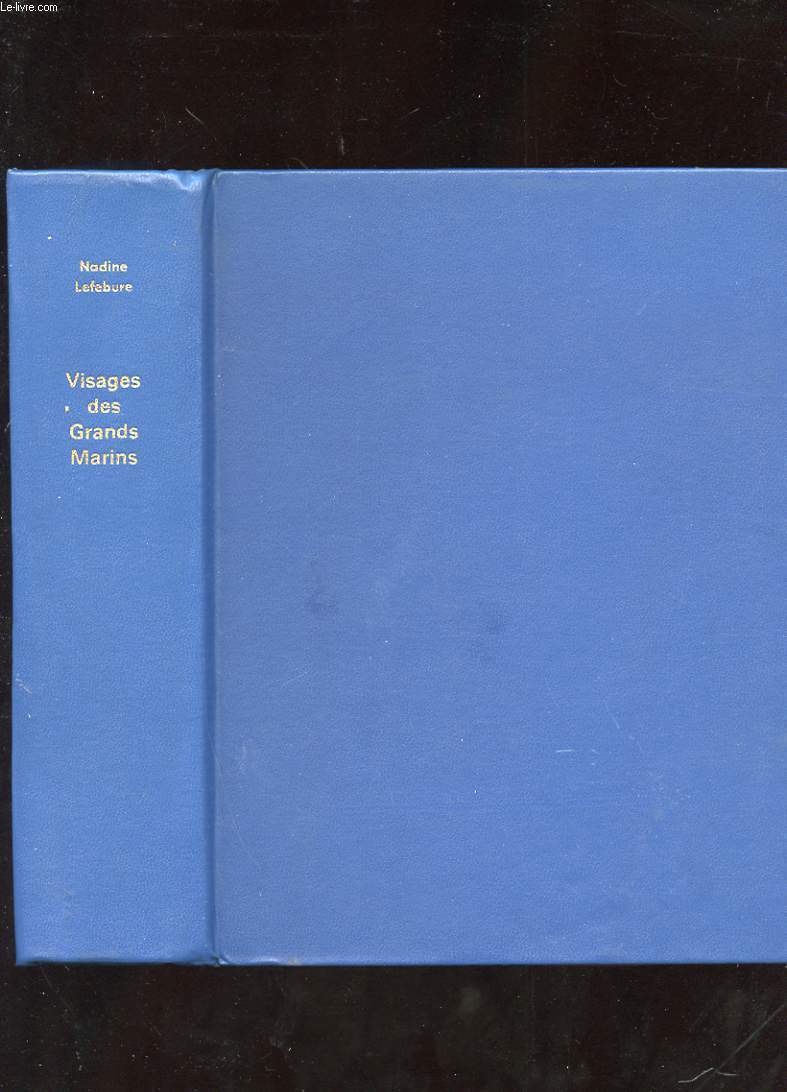 Le-livre.com
Nadine
Lefebure
Visages
des
Grands
Marins